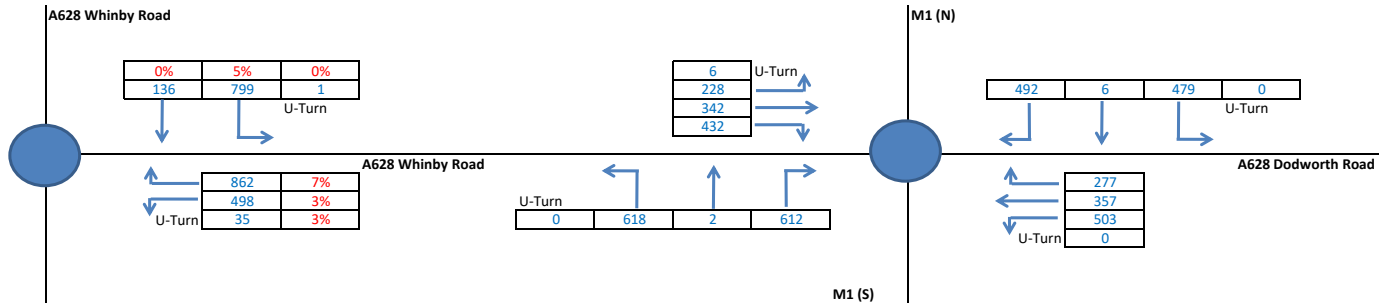 A628 Whinby Road
M1 (N)
0% 5% 0%
136 799 1
U-Turn
6 U-Turn
228
342
432
492 6 479 0
U-Turn
A628 Whinby Road
A628 Dodworth Road
862 7%
498 3%
U-Turn 35 3%
U-Turn
0 618 2 612
277
357
503
U-Turn 0
M1 (S)